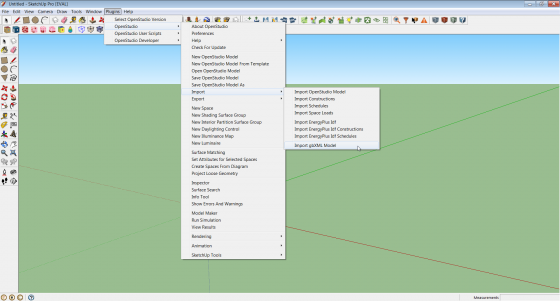 Untitled - SketchUp Pro (EVAL)
File Edit View Camera Draw Tools Window Plugins Help
Select OpenStudio Version
OpenStudio
OpenStudio User Scripts
OpenStudio Developer
About OpenStudio
Preferences
Help
Check For Update
New OpenStudio Model
New OpenStudio Model From Template
Open OpenStudio Model
Save OpenStudio Model
Save OpenStudio Model As
Import
Export
New Space
New Shading Surface Group
New Interior Partition Surface Group
New Daylighting Control
New Illuminance Map
New Luminaire
Surface Matching
Set Attributes for Selected Spaces
Create Spaces From Diagram
Project Loose Geometry
Inspector
Surface Search
Info Tool
Show Errors And Warnings
Model Maker
Run Simulation
View Results
Rendering
Animation
SketchUp Tools
Import OpenStudio Model
Import Constructions
Import Schedules
Import Space Loads
Import EnergyPlus Idf
Import EnergyPlus Idf Constructions
Import EnergyPlus Idf Schedules
Import gbXML Model
Measurements